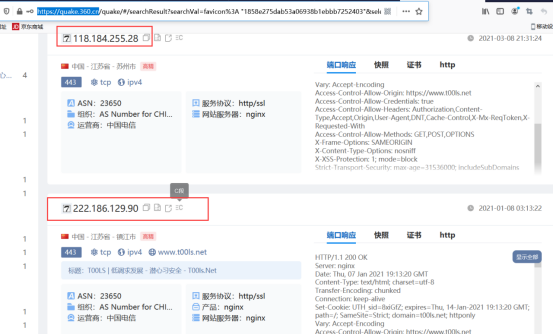 https://quake.360.cn/quake/#/searchResult?searchVal=favicon%3A "1858e275dab53a06938b1ebbb7252403"&sele
京东商城
118.184.255.28
2021-03-08 21:31:24
中国 · 江苏省 · 苏州市 高精
443 tcp ipv4
ASN: 23650
组织: AS Number for CHI...
运营商: 中国电信
服务协议: http/ssl
网站服务器: nginx
端口响应 快照 证书 http
Vary: Accept-Encoding
Access-Control-Allow-Origin: https://www.t00ls.net
Access-Control-Allow-Credentials: true
Access-Control-Allow-Headers: Authorization,Content-
Type,Accept,Origin,User-Agent,DNT,Cache-Control,X-Mx-ReqToken,X-
Requested-With
Access-Control-Allow-Methods: GET,POST,OPTIONS
X-Frame-Options: SAMEORIGIN
X-Content-Type-Options: nosniff
X-XSS-Protection: 1; mode=block
Strict-Transport-Security: max-age=31536000; includeSubDomains
C段
222.186.129.90
2021-01-08 03:13:22
中国 · 江苏省 · 镇江市 高精
443 tcp ipv4 www.t00ls.net
标题: T00LS | 低调求发展 - 潜心习安全 - T00ls.Net
ASN: 23650
组织: AS Number for CHI...
运营商: 中国电信
服务协议: http/ssl
产品: nginx
网站服务器: nginx
端口响应 快照 证书 http
显示全部
HTTP/1.1 200 OK
Server: nginx
Date: Thu, 07 Jan 2021 19:13:20 GMT
Content-Type: text/html; charset=utf-8
Transfer-Encoding: chunked
Connection: keep-alive
Set-Cookie: UTH_sid=8xGfZ; expires=Thu, 14-Jan-2021 19:13:20 GMT;
path=/; SameSite=Strict; domain=t00ls.net; httponly
Vary: Accept-Encoding
Access-Control-Allow-Origin: https://www.t00ls.net